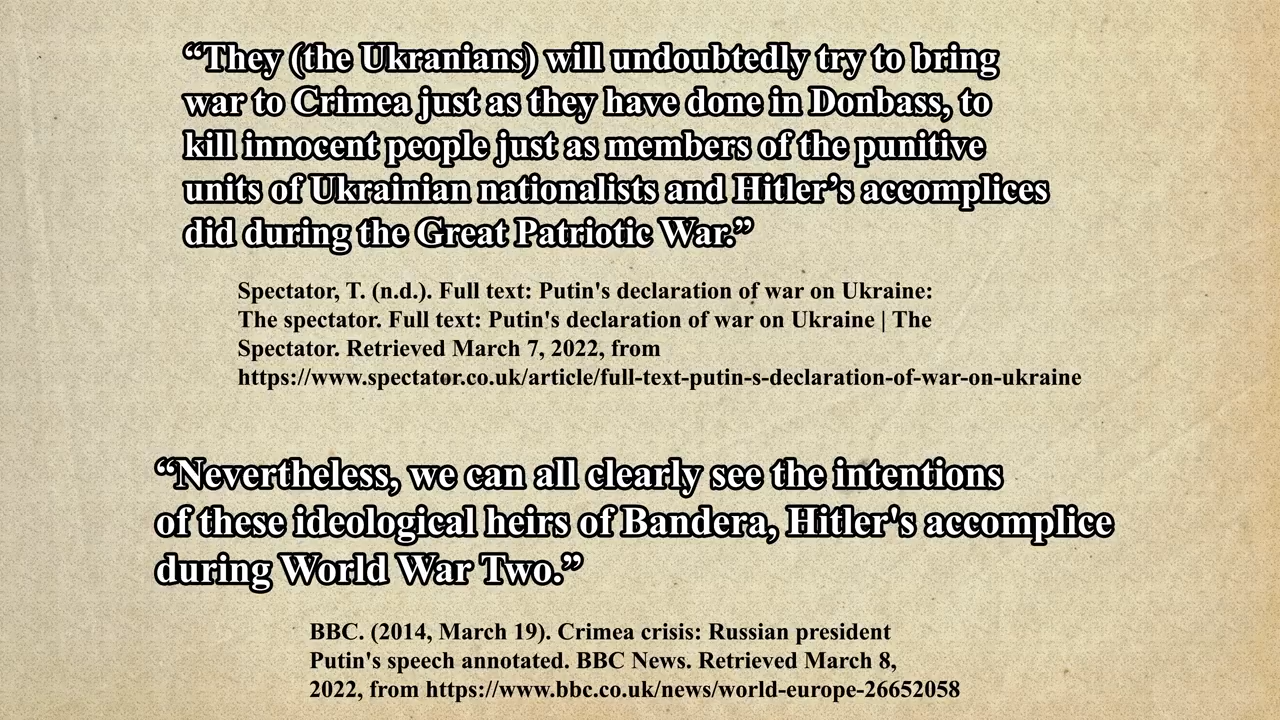 “They (the Ukranians) will undoubtedly try to bring
war to Crimea just as they have done in Donbass, to
kill innocent people just as members of the punitive
units of Ukrainian nationalists and Hitler’s accomplices
did during the Great Patriotic War.”
Spectator, T. (n.d.). Full text: Putin's declaration of war on Ukraine:
The spectator. Full text: Putin's declaration of war on Ukraine | The
Spectator. Retrieved March 7, 2022, from
https://www.spectator.co.uk/article/full-text-putin-s-declaration-of-war-on-ukraine
“Nevertheless, we can all clearly see the intentions
of these ideological heirs of Bandera, Hitler's accomplice
during World War Two.”
BBC. (2014, March 19). Crimea crisis: Russian president
Putin's speech annotated. BBC News. Retrieved March 8,
2022, from https://www.bbc.co.uk/news/world-europe-26652058